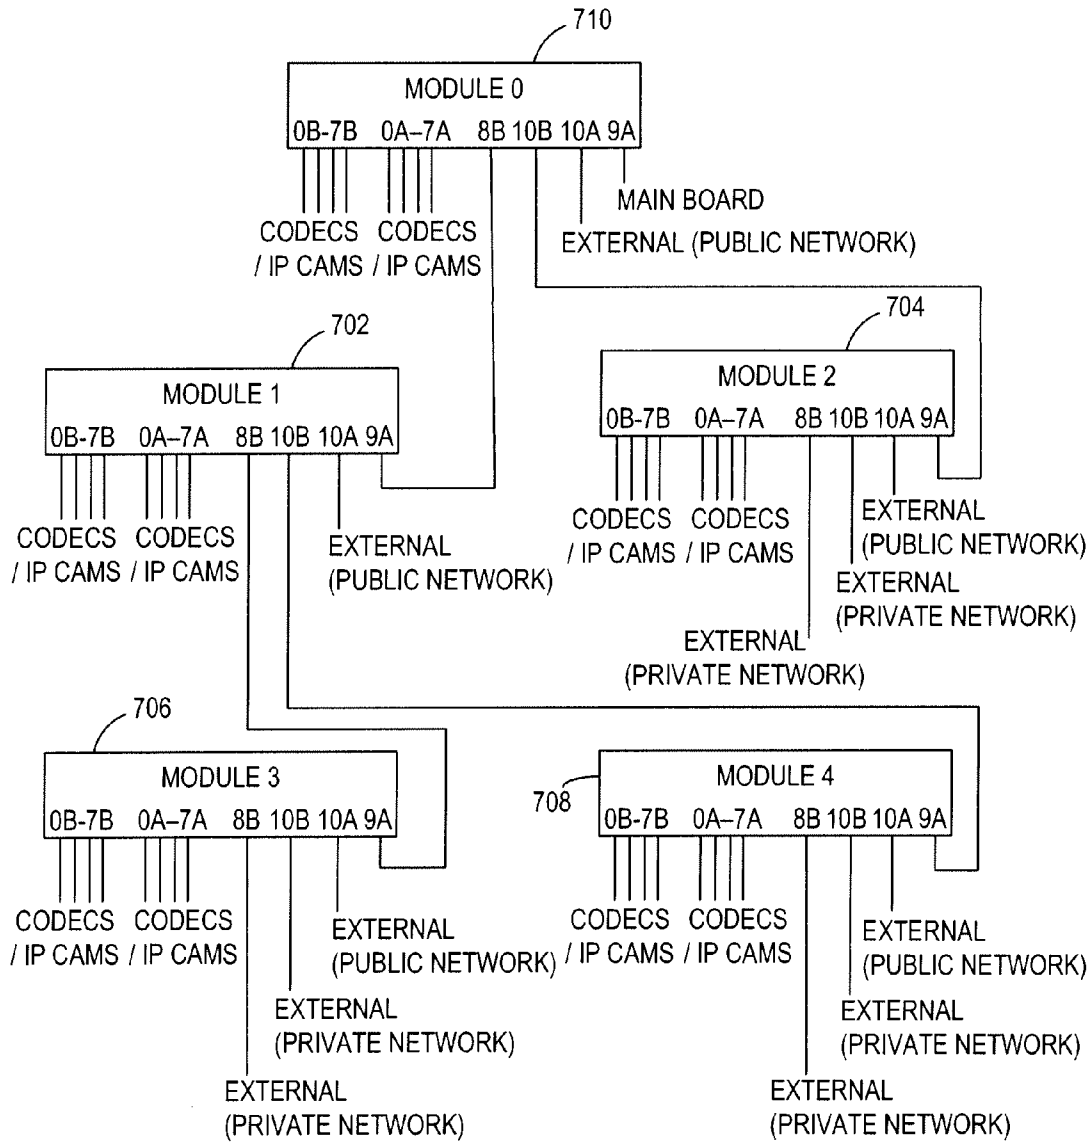 710
MODULE 0
0B-7B 0A–7A 8B 10B 10A 9A
MAIN BOARD
CODECS CODECS
/ IP CAMS / IP CAMS
EXTERNAL (PUBLIC NETWORK)
702
MODULE 1
0B-7B 0A–7A 8B 10B 10A 9A
CODECS CODECS
/ IP CAMS / IP CAMS
EXTERNAL
(PUBLIC NETWORK)
704
MODULE 2
0B-7B 0A–7A 8B 10B 10A 9A
CODECS CODECS
/ IP CAMS / IP CAMS
EXTERNAL
(PUBLIC NETWORK)
EXTERNAL
(PRIVATE NETWORK)
EXTERNAL
(PRIVATE NETWORK)
706
MODULE 3
0B-7B 0A–7A 8B 10B 10A 9A
CODECS CODECS
/ IP CAMS / IP CAMS
EXTERNAL
(PUBLIC NETWORK)
EXTERNAL
(PRIVATE NETWORK)
EXTERNAL
(PRIVATE NETWORK)
708
MODULE 4
0B-7B 0A–7A 8B 10B 10A 9A
CODECS CODECS
/ IP CAMS / IP CAMS
EXTERNAL
(PUBLIC NETWORK)
EXTERNAL
(PRIVATE NETWORK)
EXTERNAL
(PRIVATE NETWORK)